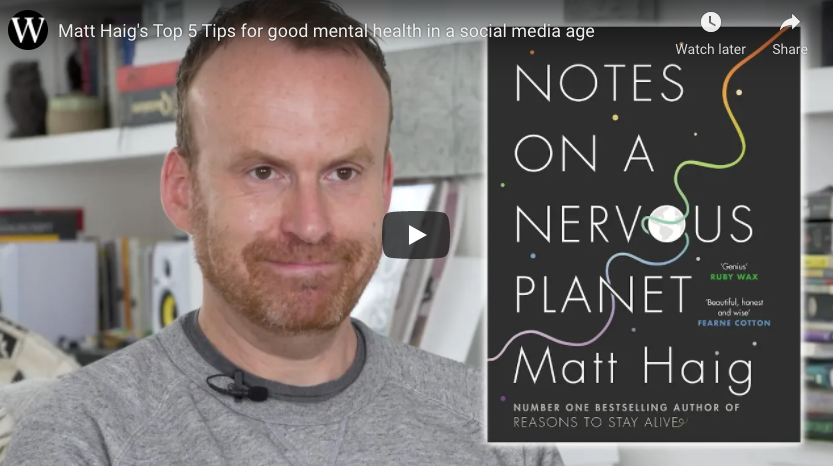 W
Matt Haig's Top 5 Tips for good mental health in a social media age
Watch later
Share
NOTES
ON A
NERVOUS
PLANET
'Genius'
RUBY WAX
'Beautiful, honest
and wise'
FEARNE COTTON
Matt Haig
NUMBER ONE BESTSELLING AUTHOR OF
REASONS TO STAY ALIVE